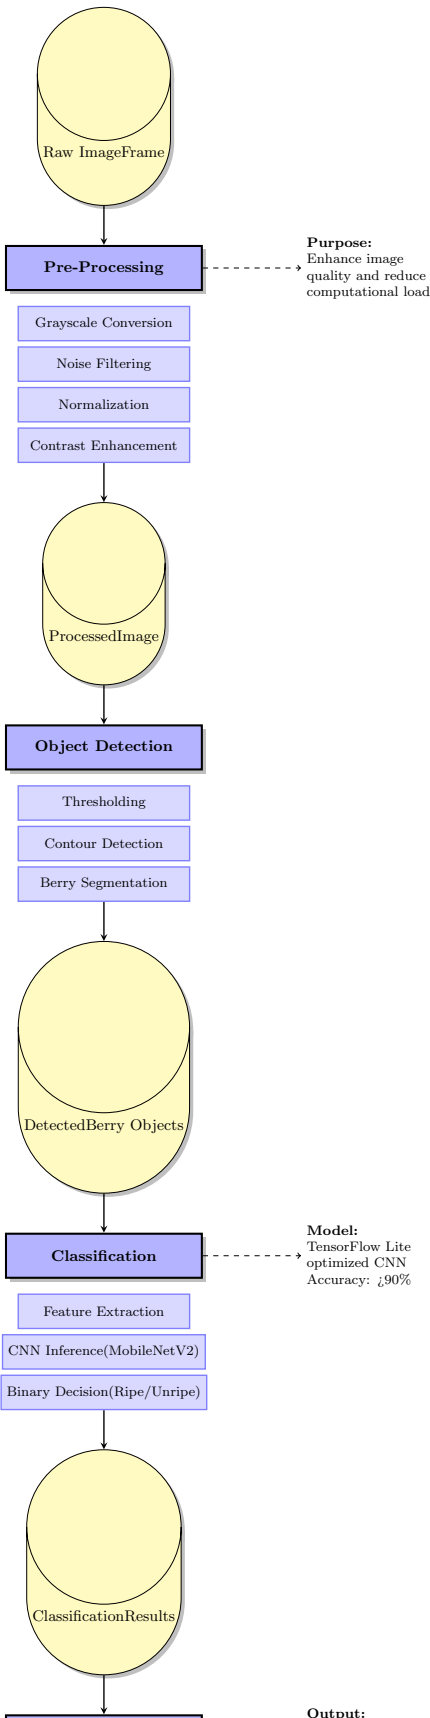 Raw ImageFrame
Pre-Processing
Purpose:
Enhance image
quality and reduce
computational load
Grayscale Conversion
Noise Filtering
Normalization
Contrast Enhancement
ProcessedImage
Object Detection
Thresholding
Contour Detection
Berry Segmentation
DetectedBerry Objects
Classification
Model:
TensorFlow Lite
optimized CNN
Accuracy: ¿90%
Feature Extraction
CNN Inference(MobileNetV2)
Binary Decision(Ripe/Unripe)
ClassificationResults
Output: